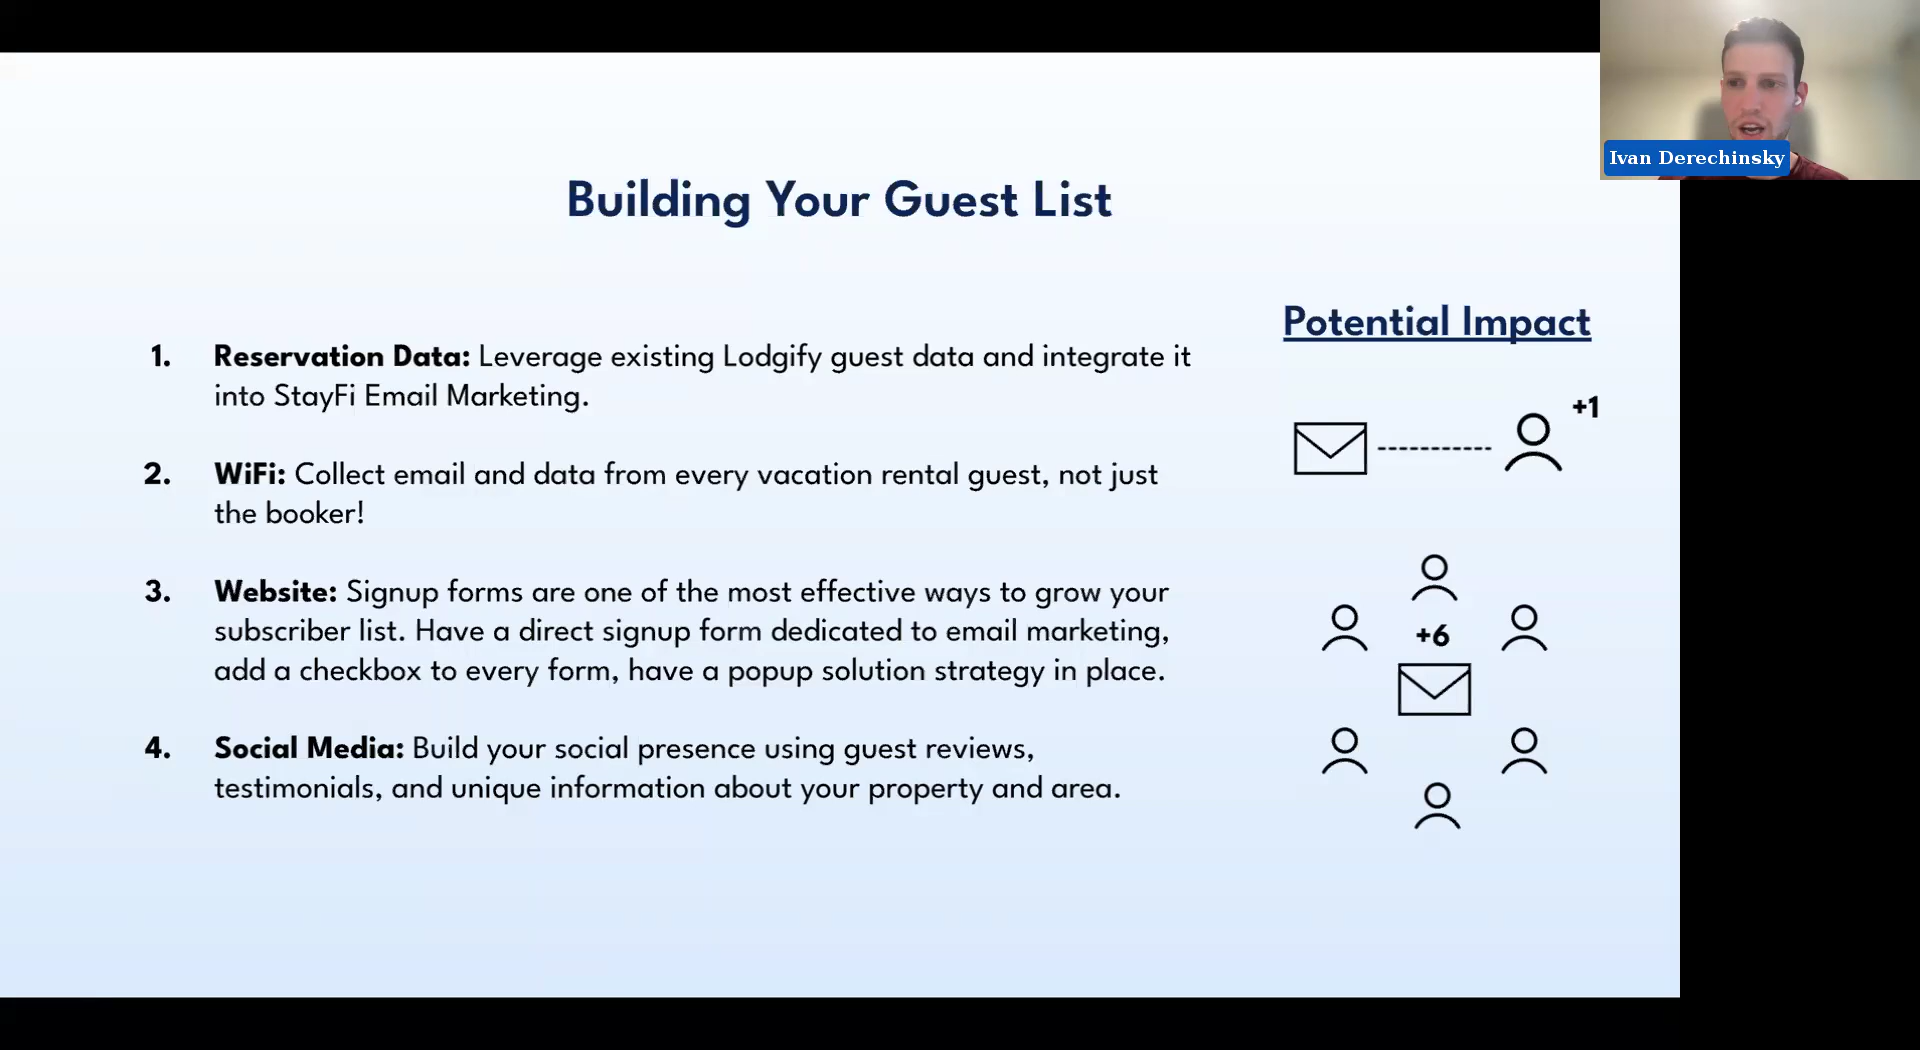 Ivan Derechinsky
Building Your Guest List
1. Reservation Data: Leverage existing Lodgify guest data and integrate it
into StayFi Email Marketing.
2. WiFi: Collect email and data from every vacation rental guest, not just
the booker!
3. Website: Signup forms are one of the most effective ways to grow your
subscriber list. Have a direct signup form dedicated to email marketing,
add a checkbox to every form, have a popup solution strategy in place.
4. Social Media: Build your social presence using guest reviews,
testimonials, and unique information about your property and area.
Potential Impact
+1
+6